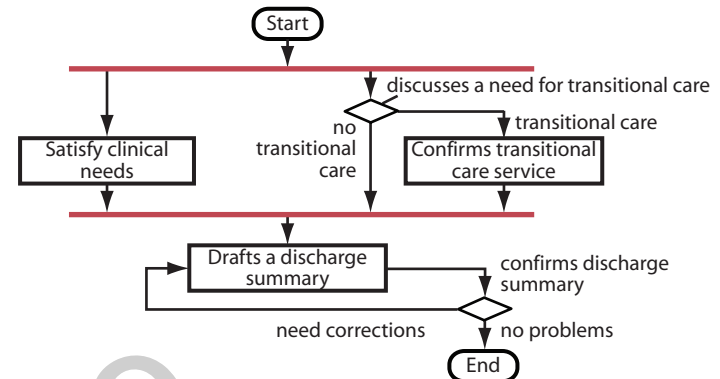 Start
discusses a need for transitional care
no
transitional
care
transitional care
Satisfy clinical
needs
Confirms transitional
care service
Drafts a discharge
summary
confirms discharge
summary
need corrections
no problems
End